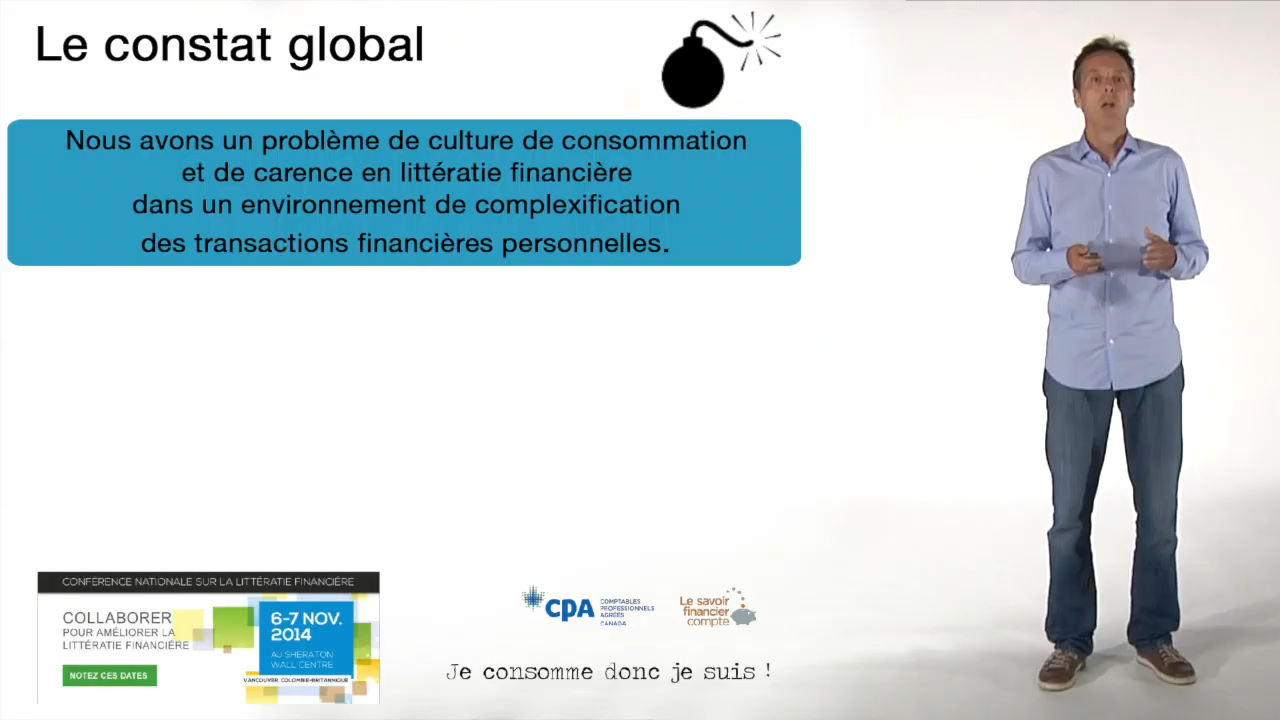 Le constat global
Nous avons un problème de culture de consommation
et de carence en littératie financière
dans un environnement de complexification
des transactions financières personnelles.
CONFÉRENCE NATIONALE SUR LA LITTÉRATIE FINANCIÈRE
COLLABORER
POUR AMÉLIORER LA
LITTÉRATIE FINANCIÈRE
NOTEZ CES DATES
6-7 NOV.
2014
AU SHERATON
WALL CENTRE
VANCOUVER, COLOMBIE-BRITANNIQUE
CPA
COMPTABLES
PROFESSIONNELS
AGRÉÉS
CANADA
Le savoir
financier
compte
Je consomme donc je suis !